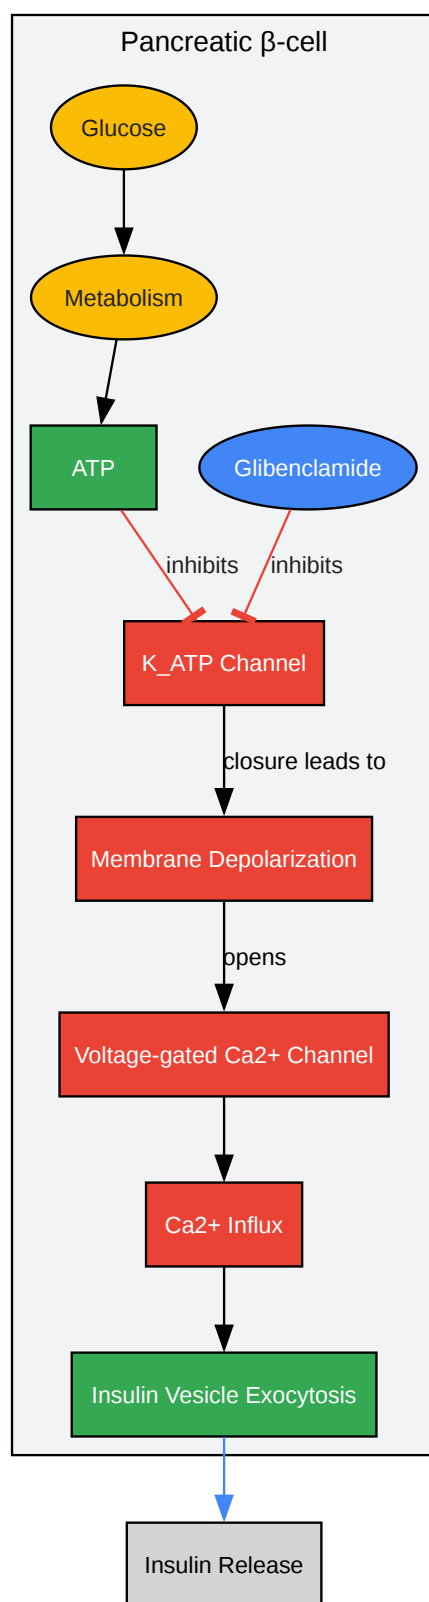 Pancreatic β-cell
Glucose
Metabolism
ATP
Glibenclamide
inhibits
inhibits
K_ATP Channel
closure leads to
Membrane Depolarization
opens
Voltage-gated Ca2+ Channel
Ca2+ Influx
Insulin Vesicle Exocytosis
Insulin Release